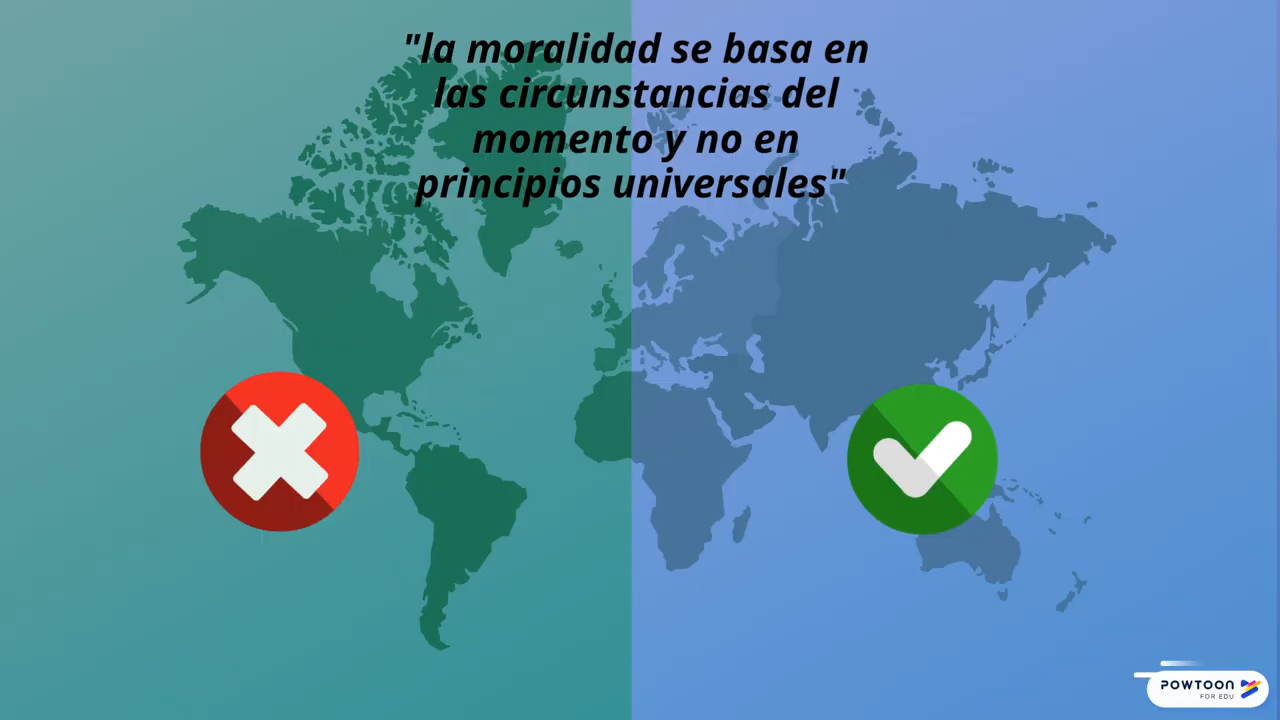 "la moralidad se basa en
las circunstancias del
momento y no en
principios universales"
POWTOON
FOR EDU